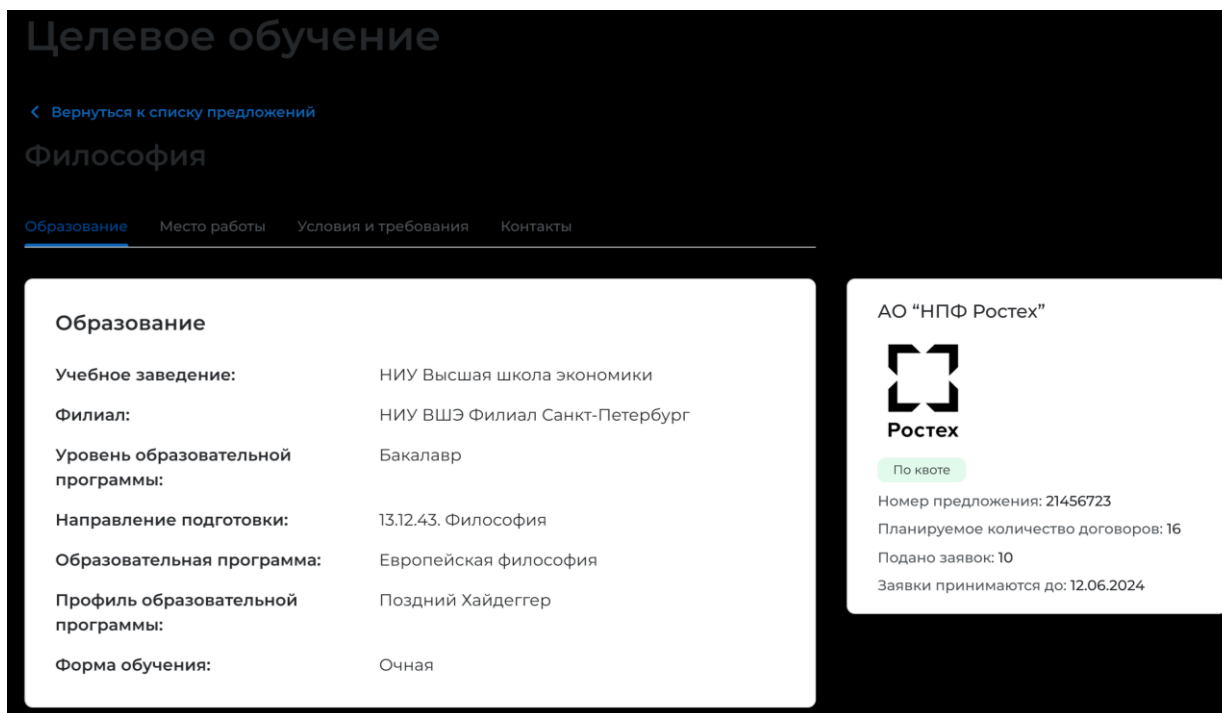 Целевое обучение
Вернуться к списку предложений
Философия
Образование Место работы Условия и требования Контакты
Образование
Учебное заведение: НИУ Высшая школа экономики
Филиал: НИУ ВШЭ Филиал Санкт-Петербург
Уровень образовательной Бакалавр
программы:
Направление подготовки: 13.12.43. Философия
Образовательная программа: Европейская философия
Профиль образовательной Поздний Хайдеггер
программы:
Форма обучения: Очная
АО “НПФ Ростех”
Ростех
По квоте
Номер предложения: 21456723
Планируемое количество договоров: 16
Подано заявок: 10
Заявки принимаются до: 12.06.2024